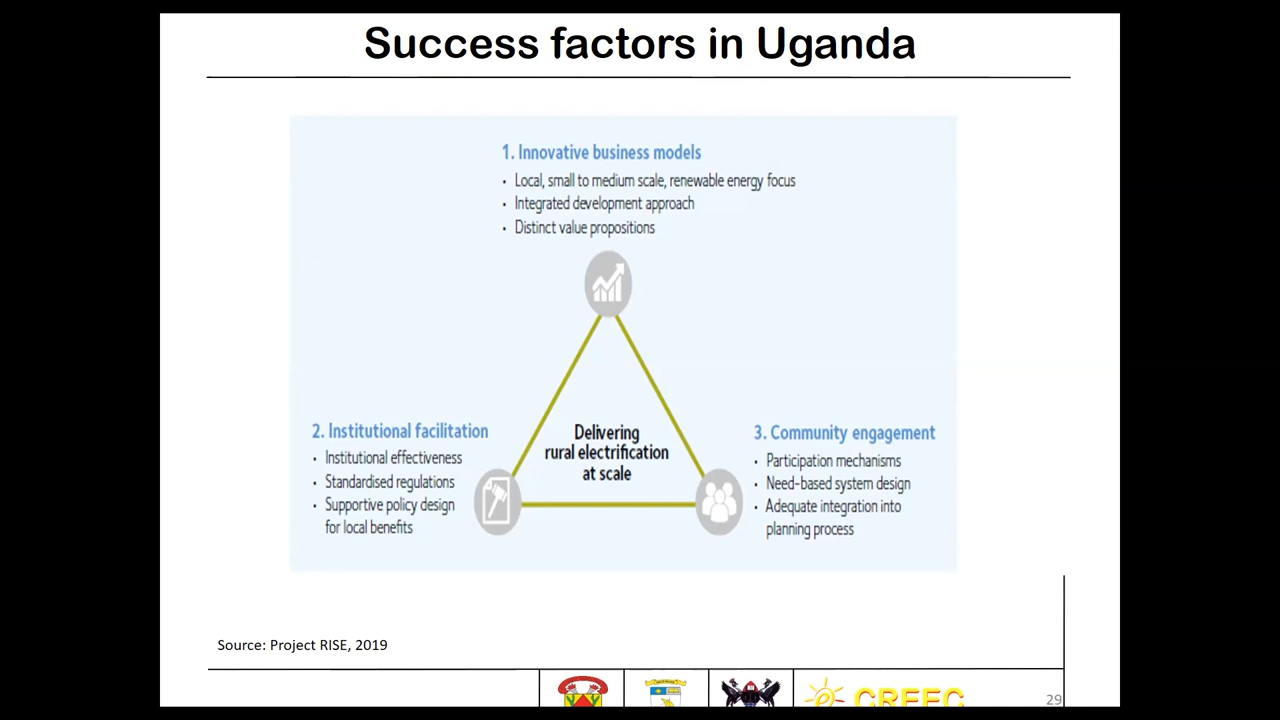 Success factors in Uganda
1. Innovative business models
• Local, small to medium scale, renewable energy focus
• Integrated development approach
• Distinct value propositions
Delivering
rural electrification
at scale
2. Institutional facilitation
• Institutional effectiveness
• Standardised regulations
• Supportive policy design
for local benefits
3. Community engagement
• Participation mechanisms
• Need-based system design
• Adequate integration into
planning process
Source: Project RISE, 2019
CREEC
29